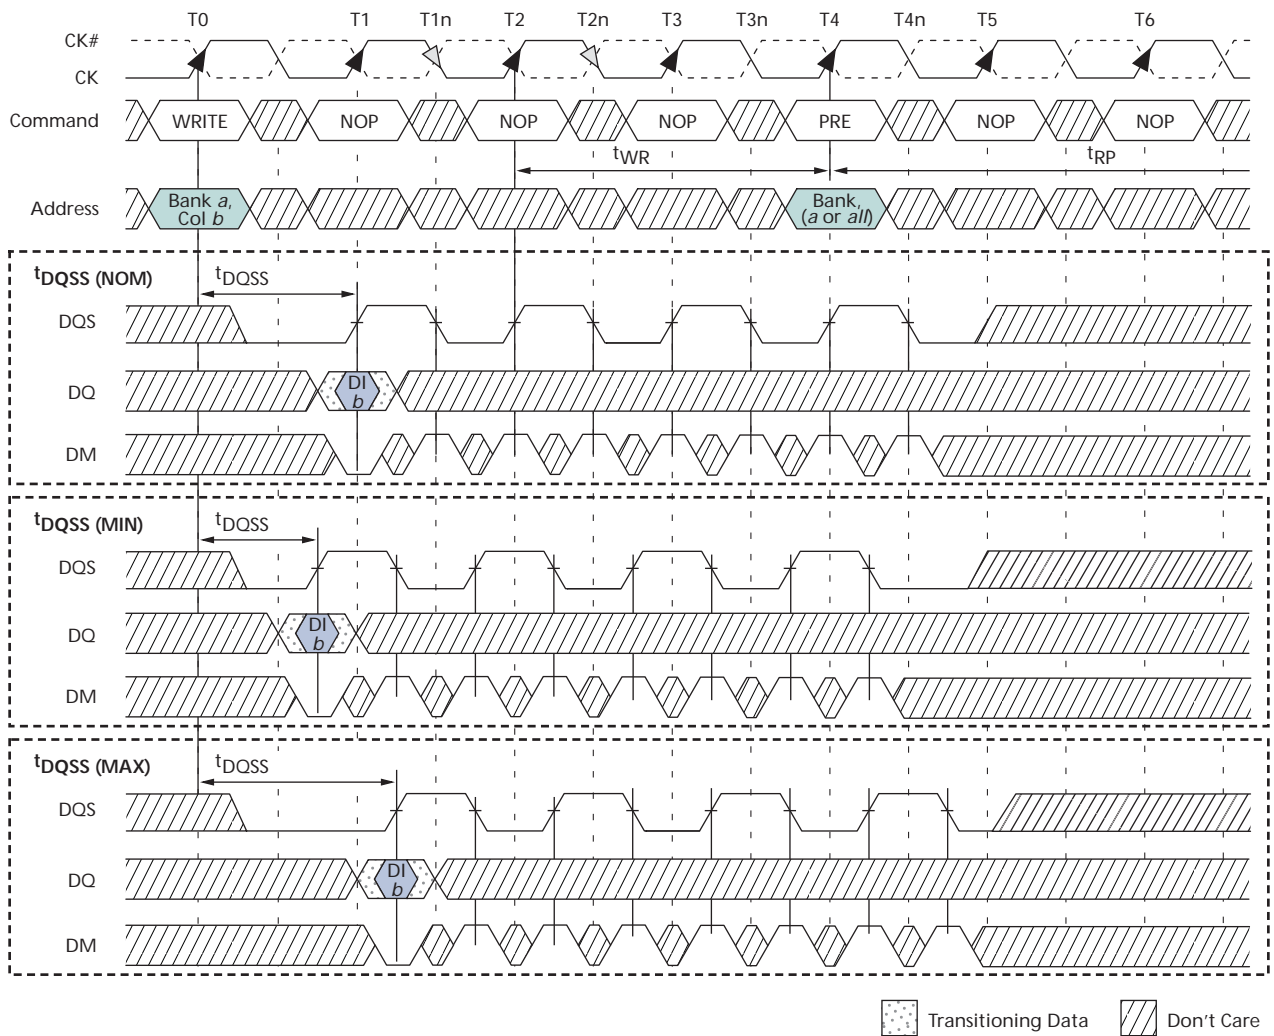 T0 T1 T1n T2 T2n T3 T3n T4 T4n T5 T6
CK#
CK
Command WRITE NOP NOP NOP PRE NOP NOP
tWR tRP
Address Bank a, Col b Bank, (a or all)
tDQSS (NOM) tDQSS
DQS
DQ DI b
DM
tDQSS (MIN) tDQSS
DQS
DQ DI b
DM
tDQSS (MAX) tDQSS
DQS
DQ DI b
DM
Transitioning Data Don't Care